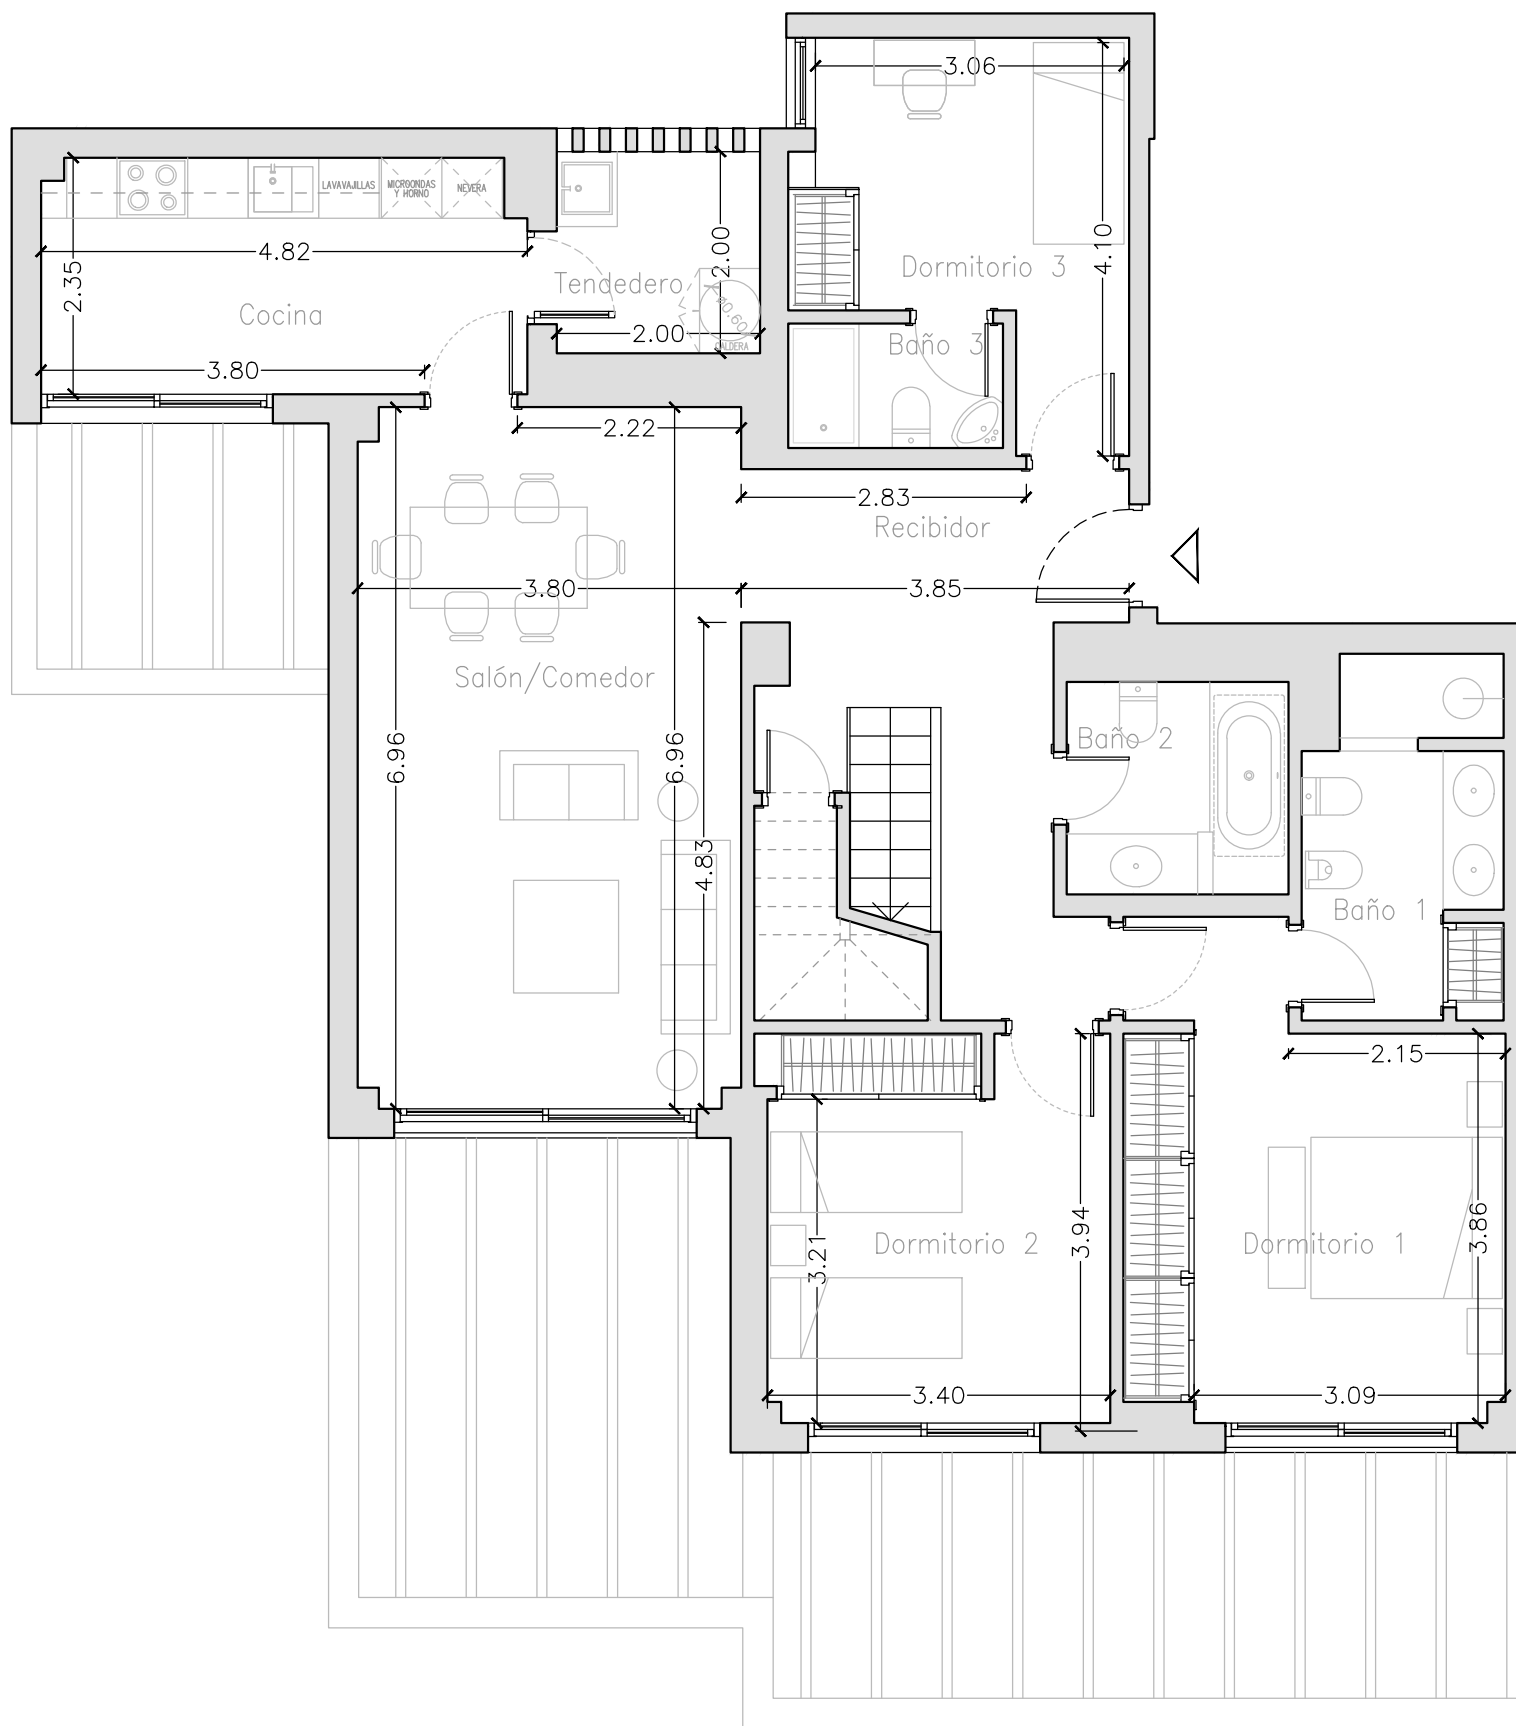 3.06
LAVAVAJILLAS
MICROONDAS
Y HORNO
NEVERA
4.82
2.35
2.00
4.10
Dormitorio 3
Tendedero
Cocina
ø0.60
CALDERA
2.00
Baño 3
3.80
2.22
2.83
Recibidor
3.80
3.85
Salón/Comedor
6.96
6.96
Baño 2
4.83
Baño 1
2.15
3.21
3.94
Dormitorio 2
Dormitorio 1
3.86
3.40
3.09